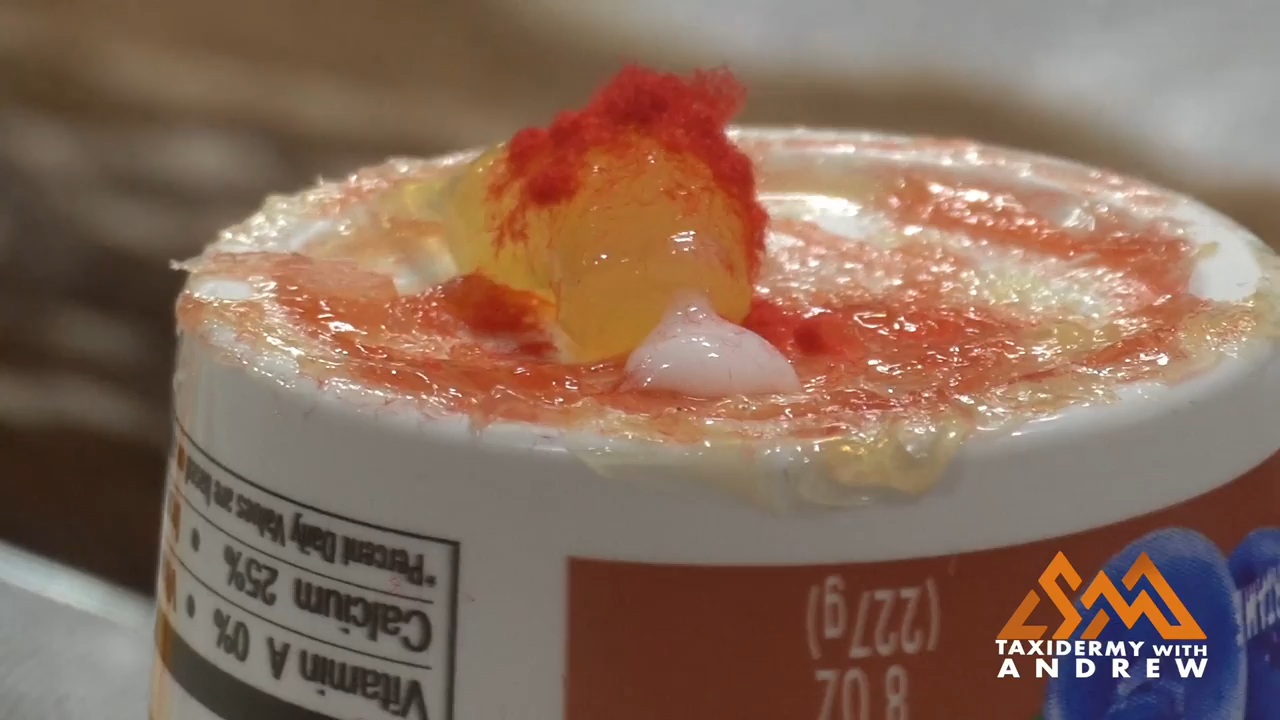 *Percent Daily Values are based
Calcium 25% •
Vitamin A 0% •
(227g)
8 OZ
TAXIDERMY WITH
ANDREW